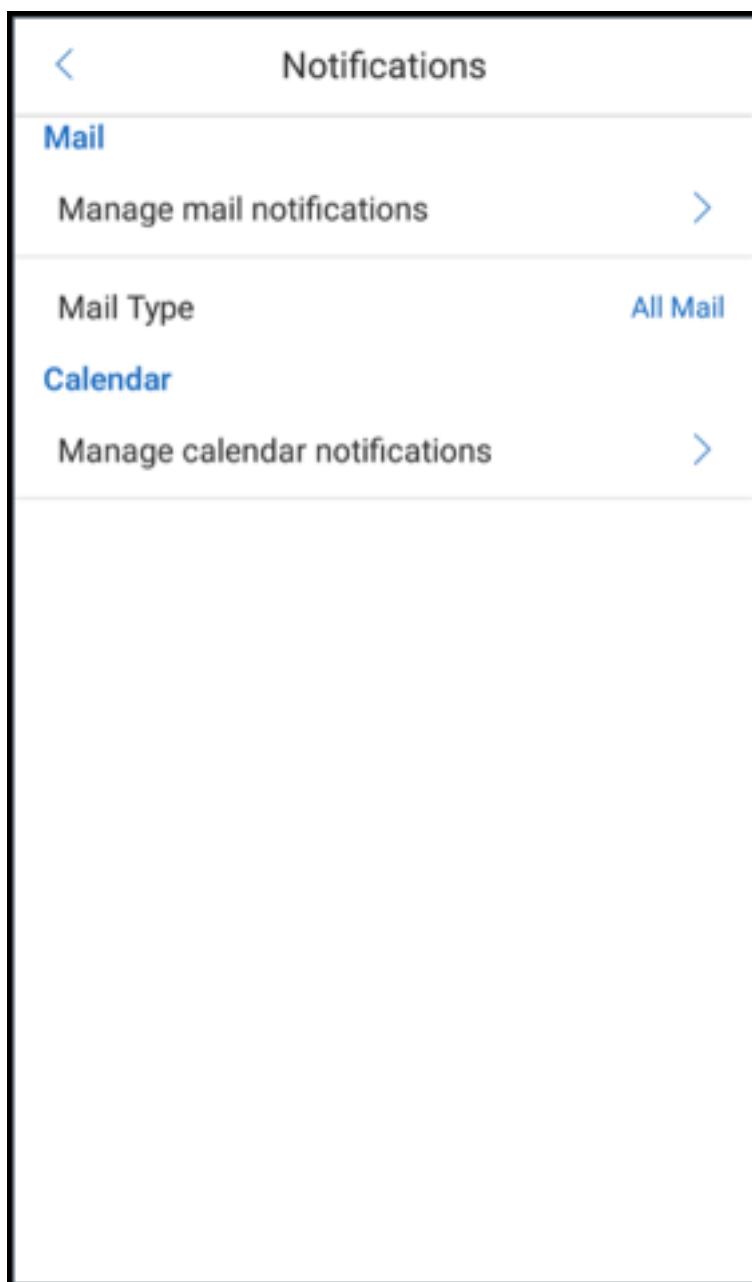 Notifications
Mail
Manage mail notifications
Mail Type All Mail
Calendar
Manage calendar notifications